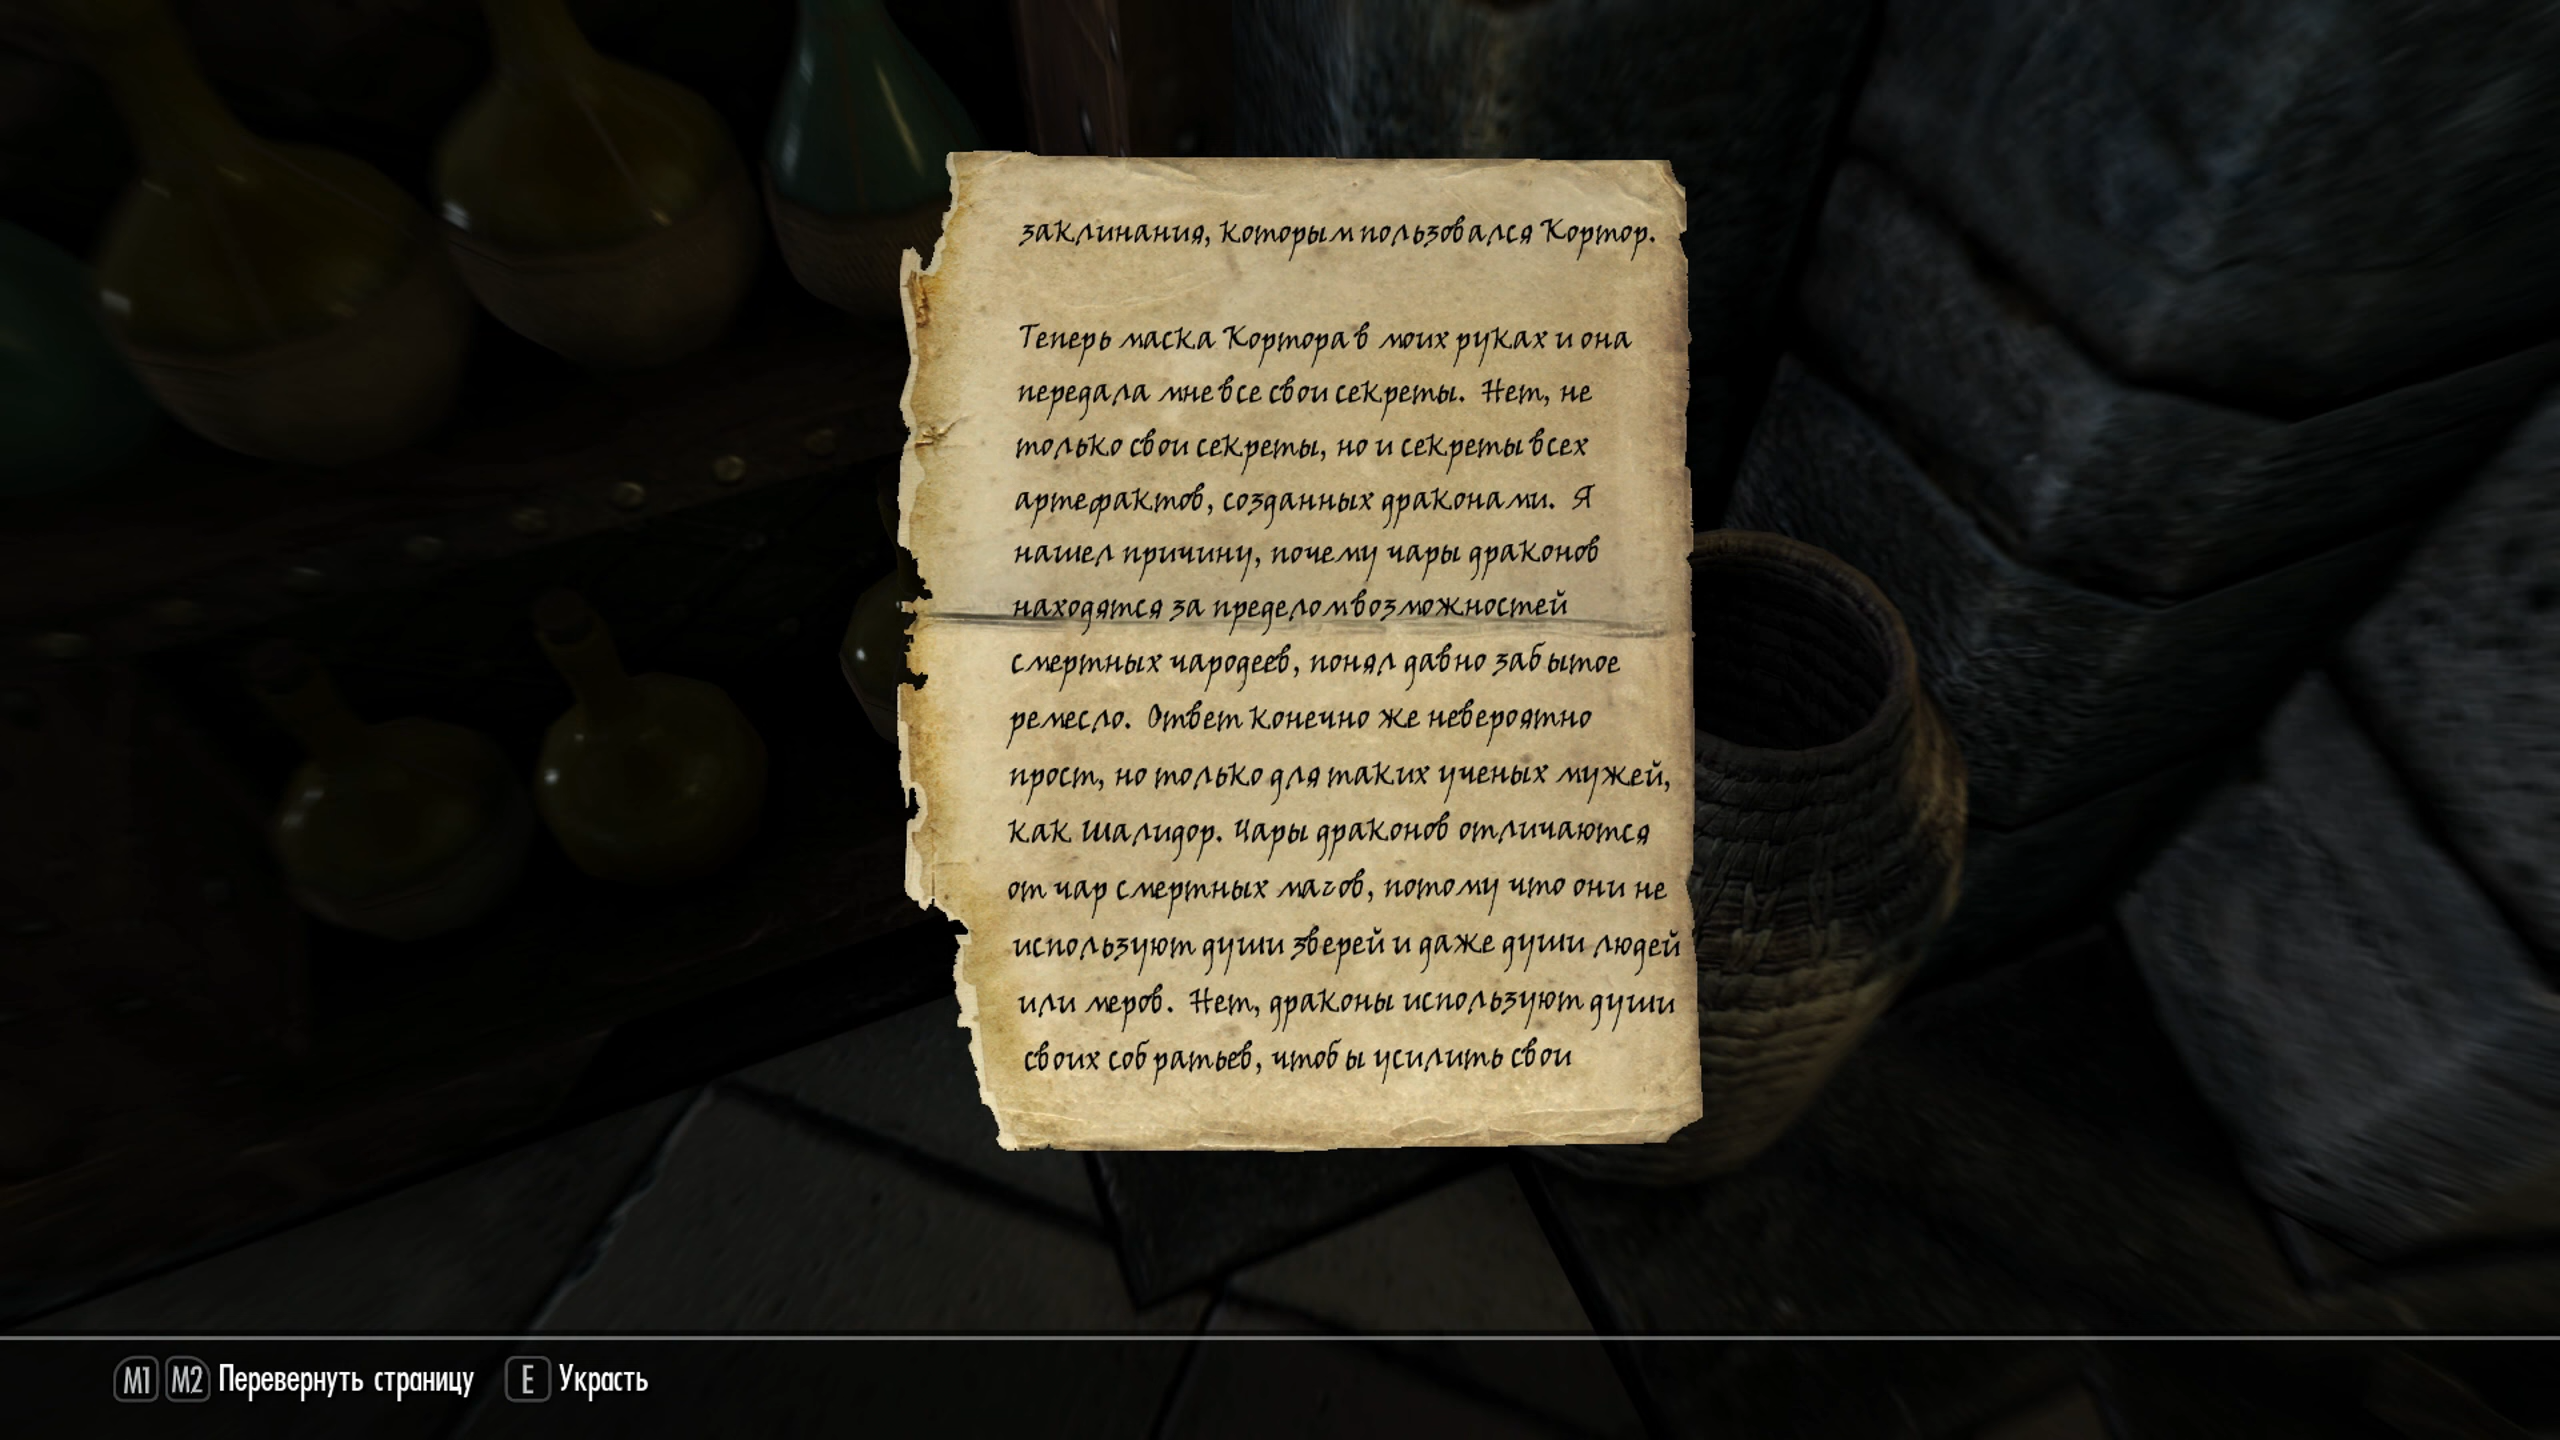 заклинания, которым пользовался Кортор.
Теперь маска Кортора в моих руках и она
передала мне все свои секреты. Нет, не
только свои секреты, но и секреты всех
артефактов, созданных драконами. Я
нашел причину, почему чары драконов
находятся за пределом возможностей
смертных чародеев, понял давно забытое
ремесло. Ответ конечно же невероятно
прост, но только для таких ученых мужей,
как Шалидор. Чары драконов отличаются
от чар смертных магов, потому что они не
используют души зверей и даже души людей
или меров. Нет, драконы используют души
своих собратьев, чтобы усилить свои
M1 M2 Перевернуть страницу E Украсть